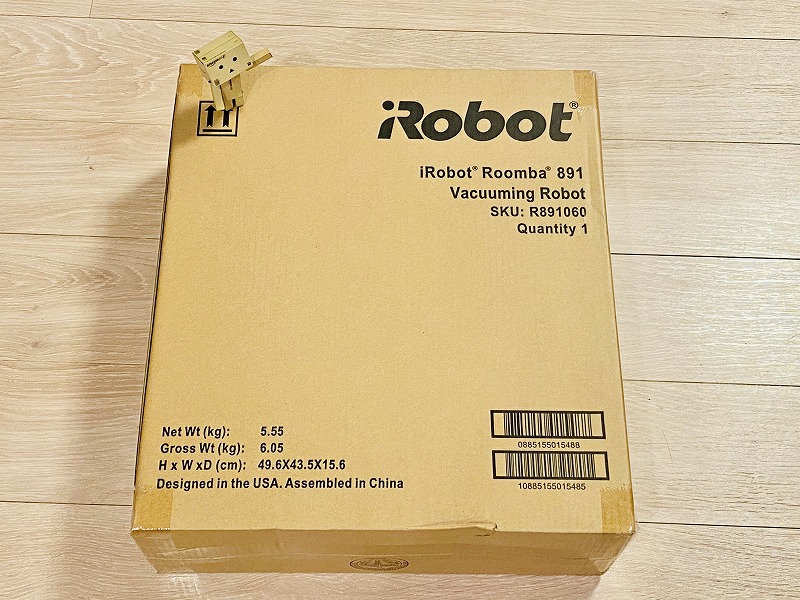 iRobot®
iRobot® Roomba® 891
Vacuuming Robot
SKU: R891060
Quantity 1
Net Wt (kg): 5.55
Gross Wt (kg): 6.05
H x W xD (cm): 49.6X43.5X15.6
Designed in the USA. Assembled in China
0885155015488
10885155015485